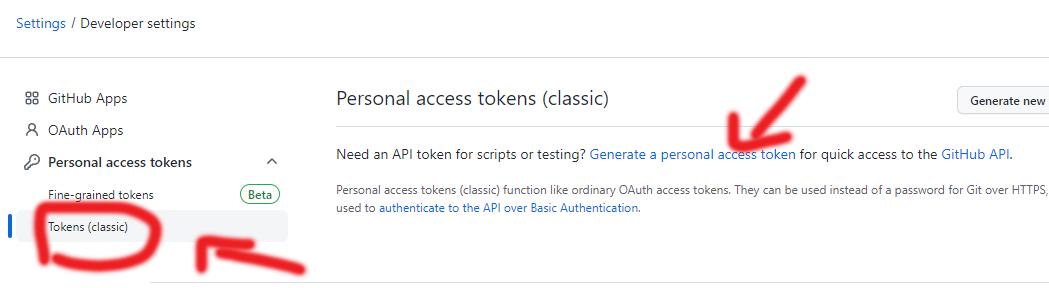 Settings / Developer settings
GitHub Apps
OAuth Apps
Personal access tokens
Fine-grained tokens Beta
Tokens (classic)
Personal access tokens (classic)
Generate new
Need an API token for scripts or testing? Generate a personal access token for quick access to the GitHub API.
Personal access tokens (classic) function like ordinary OAuth access tokens. They can be used instead of a password for Git over HTTPS,
used to authenticate to the API over Basic Authentication.